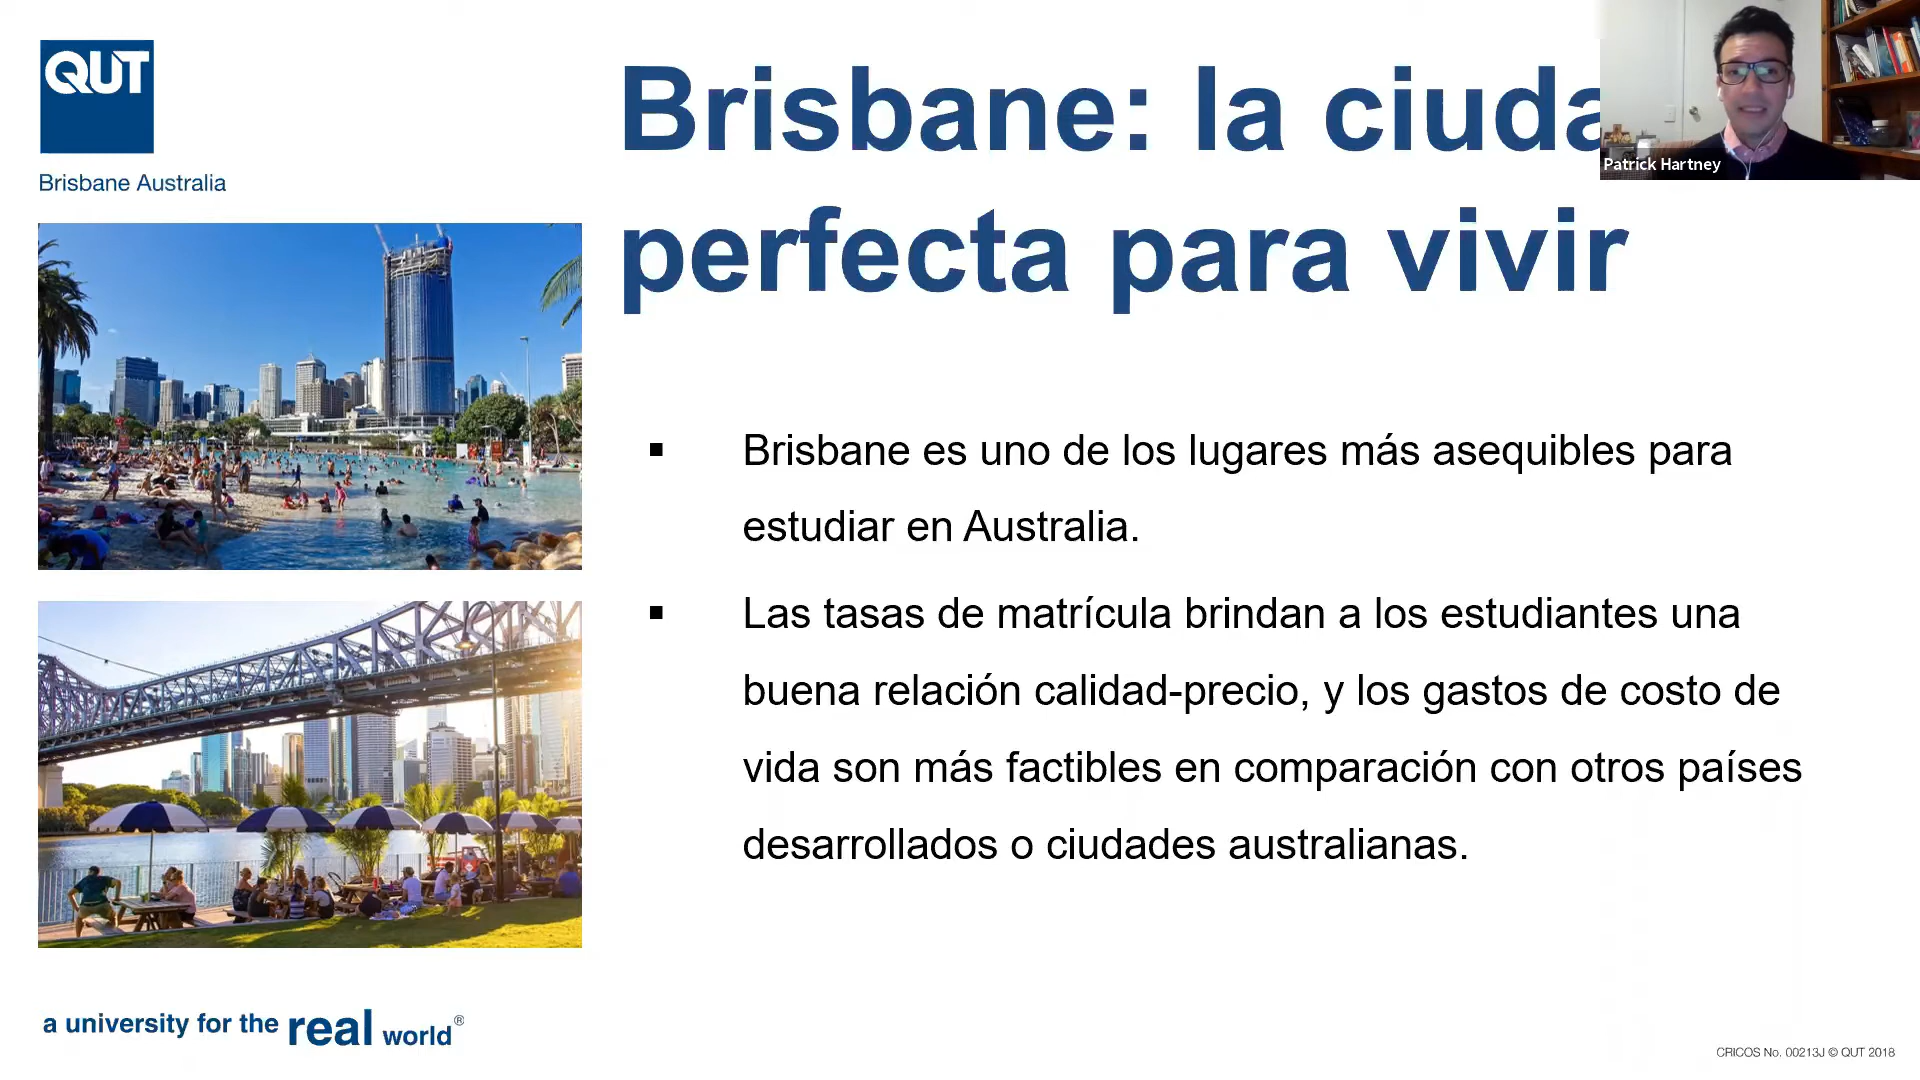 QUT
Brisbane Australia
Brisbane: la ciuda
perfecta para vivir
Patrick Hartney
▪ Brisbane es uno de los lugares más asequibles para
estudiar en Australia.
▪ Las tasas de matrícula brindan a los estudiantes una
buena relación calidad-precio, y los gastos de costo de
vida son más factibles en comparación con otros países
desarrollados o ciudades australianas.
a university for the real world®
CRICOS No. 00213J © QUT 2018